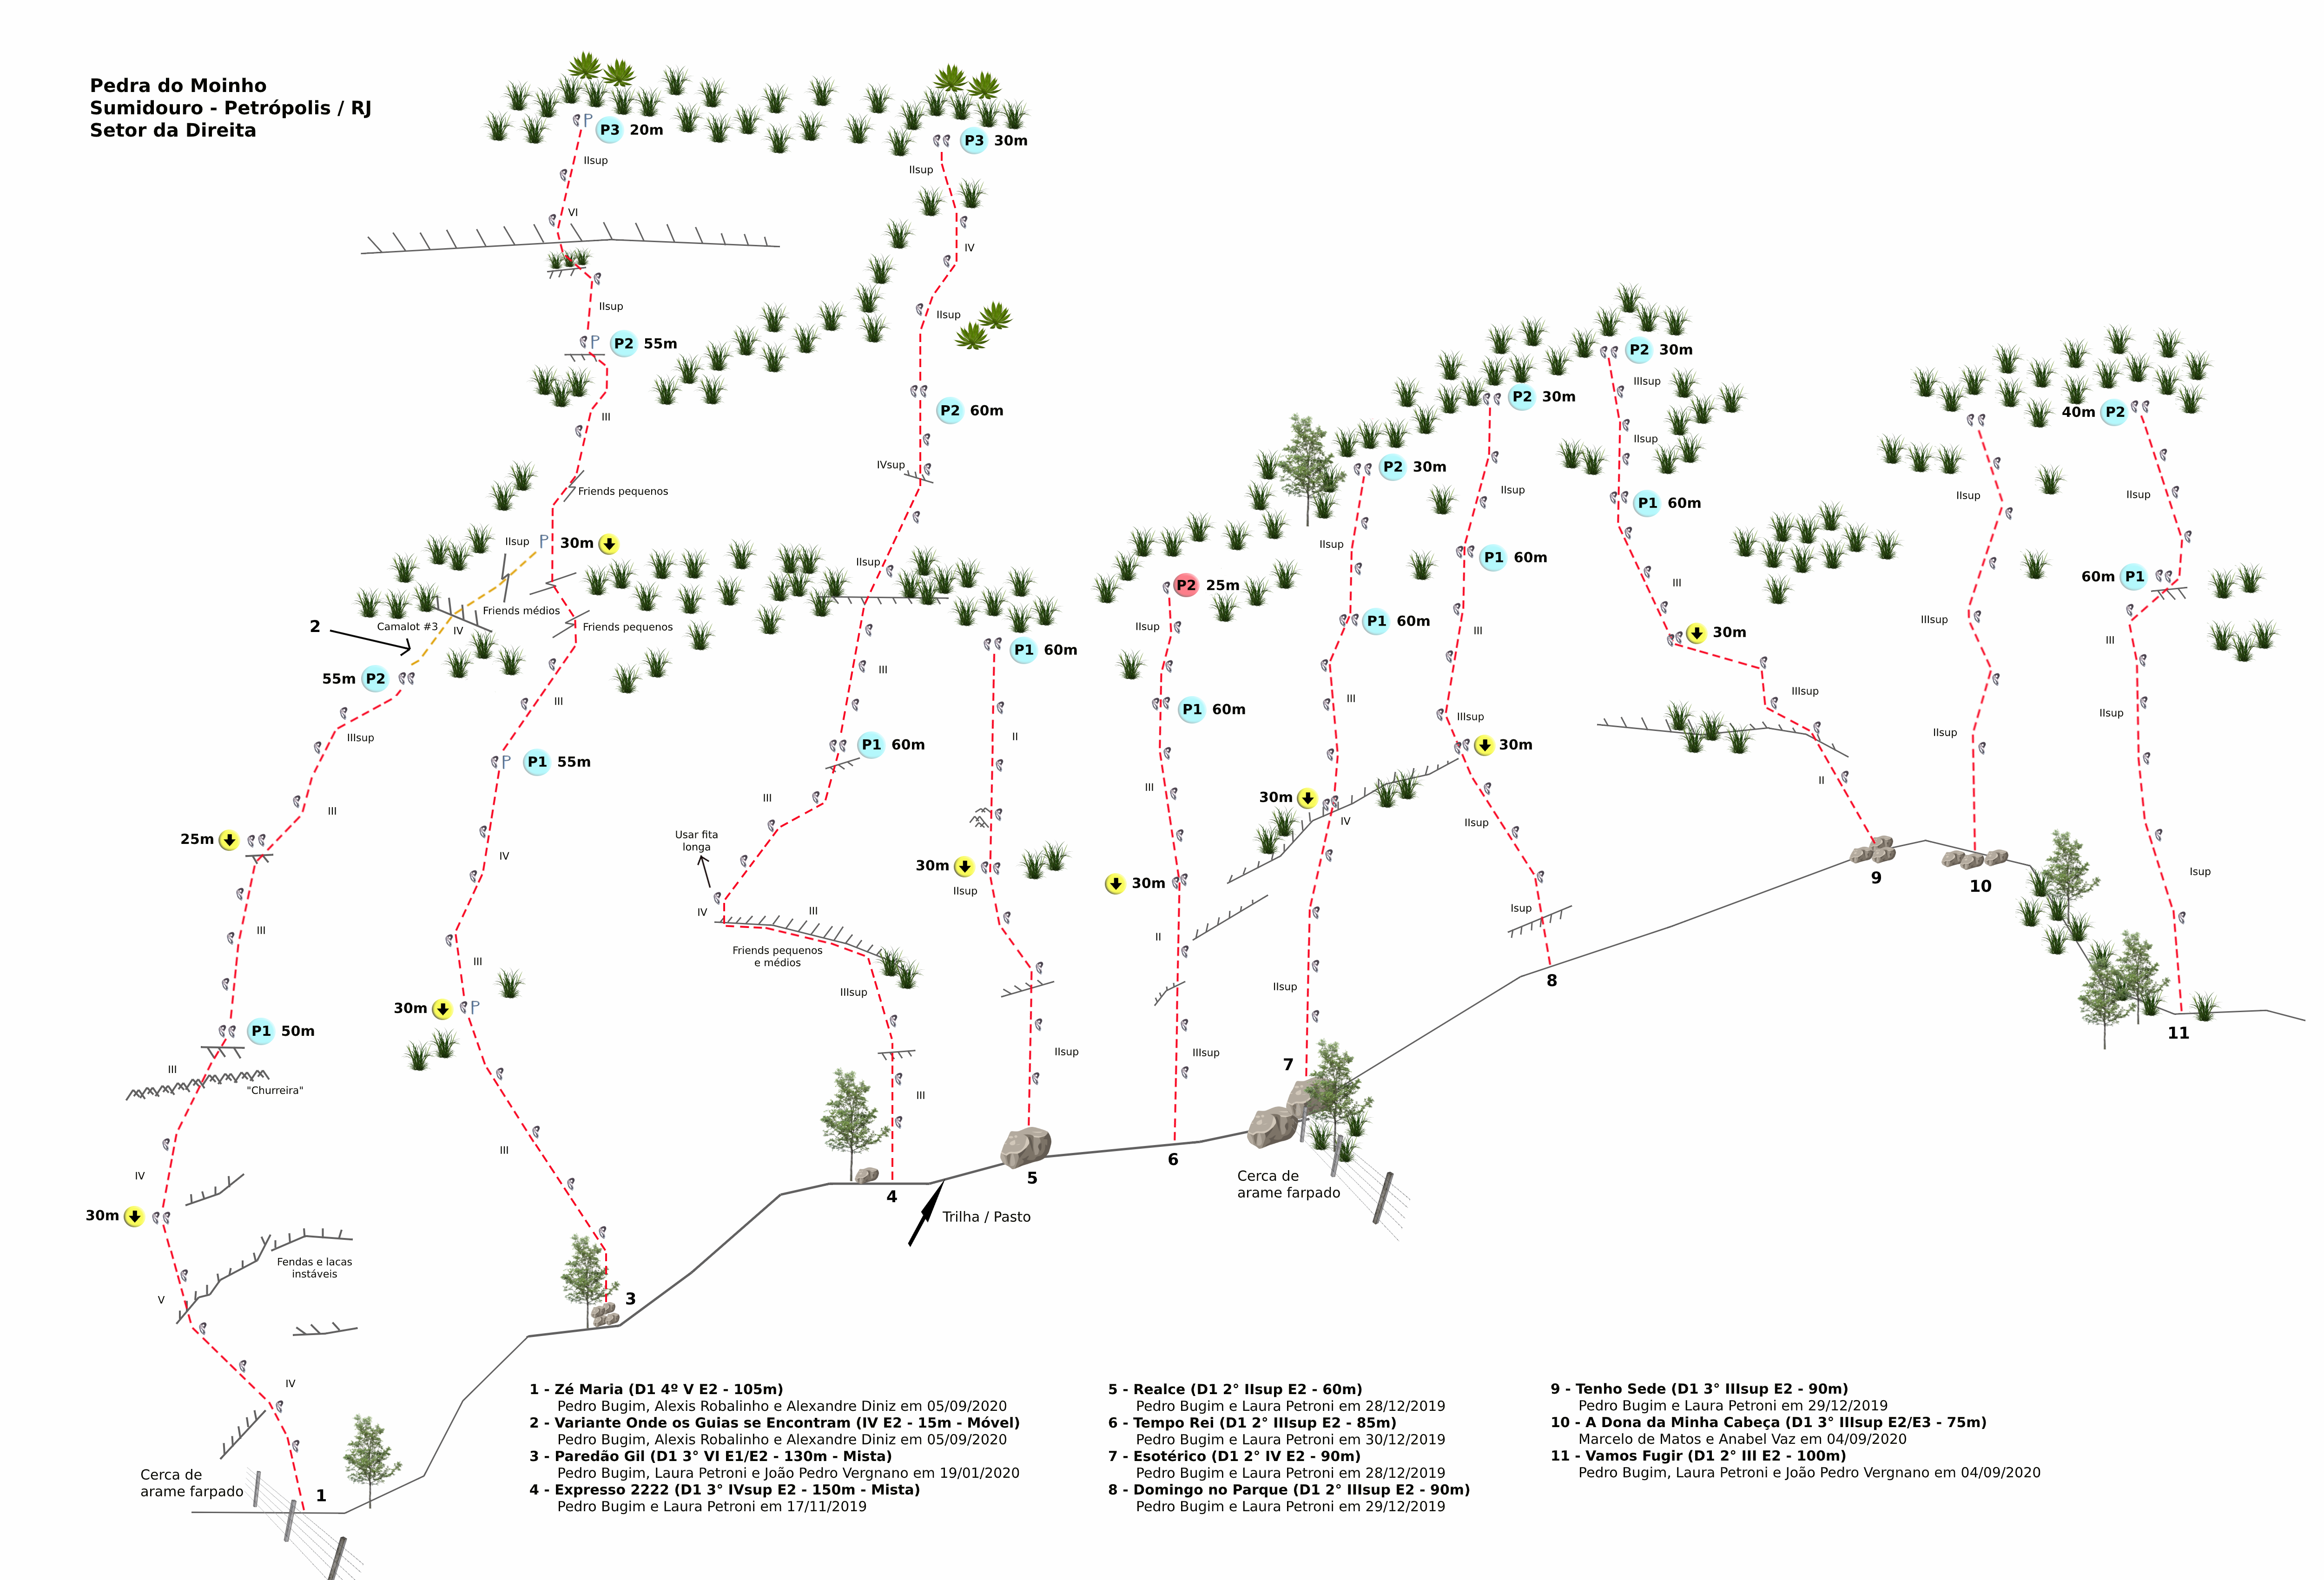 Pedra do Moinho
Sumidouro - Petrópolis / RJ
Setor da Direita
P3 20m
IIsup
VI
IIsup
P2 55m
III
Friends pequenos
IIsup
30m
Friends médios
Friends pequenos
2
Camalot #3
IV
55m P2
IIIsup
III
III
P1 55m
25m
IV
III
III
30m
P1 50m
III
"Churreira"
III
IV
30m
Fendas e lacas
instáveis
V
3
IV
Cerca de
arame farpado
1
P3 30m
IIsup
IV
IIsup
P2 60m
IVsup
IIsup
III
P1 60m
III
Usar fita
longa
IV
III
Friends pequenos
e médios
IIIsup
III
4
Trilha / Pasto
P1 60m
II
30m
IIsup
IIsup
5
P2 25m
IIsup
P1 60m
III
30m
II
IIIsup
6
P2 30m
IIsup
P1 60m
III
30m
IV
IIsup
7
Cerca de
arame farpado
P2 30m
IIsup
P1 60m
III
IIIsup
30m
IIsup
Isup
8
P2 30m
IIIsup
IIsup
P1 60m
III
30m
IIIsup
II
9
IIsup
IIIsup
IIsup
10
40m P2
IIsup
60m P1
III
IIsup
Isup
11
1 - Zé Maria (D1 4º V E2 - 105m)
Pedro Bugim, Alexis Robalinho e Alexandre Diniz em 05/09/2020
2 - Variante Onde os Guias se Encontram (IV E2 - 15m - Móvel)
Pedro Bugim, Alexis Robalinho e Alexandre Diniz em 05/09/2020
3 - Paredão Gil (D1 3° VI E1/E2 - 130m - Mista)
Pedro Bugim, Laura Petroni e João Pedro Vergnano em 19/01/2020
4 - Expresso 2222 (D1 3° IVsup E2 - 150m - Mista)
Pedro Bugim e Laura Petroni em 17/11/2019
5 - Realce (D1 2° IIsup E2 - 60m)
Pedro Bugim e Laura Petroni em 28/12/2019
6 - Tempo Rei (D1 2° IIIsup E2 - 85m)
Pedro Bugim e Laura Petroni em 30/12/2019
7 - Esotérico (D1 2° IV E2 - 90m)
Pedro Bugim e Laura Petroni em 28/12/2019
8 - Domingo no Parque (D1 2° IIIsup E2 - 90m)
Pedro Bugim e Laura Petroni em 29/12/2019
9 - Tenho Sede (D1 3° IIIsup E2 - 90m)
Pedro Bugim e Laura Petroni em 29/12/2019
10 - A Dona da Minha Cabeça (D1 3° IIIsup E2/E3 - 75m)
Marcelo de Matos e Anabel Vaz em 04/09/2020
11 - Vamos Fugir (D1 2° III E2 - 100m)
Pedro Bugim, Laura Petroni e João Pedro Vergnano em 04/09/2020